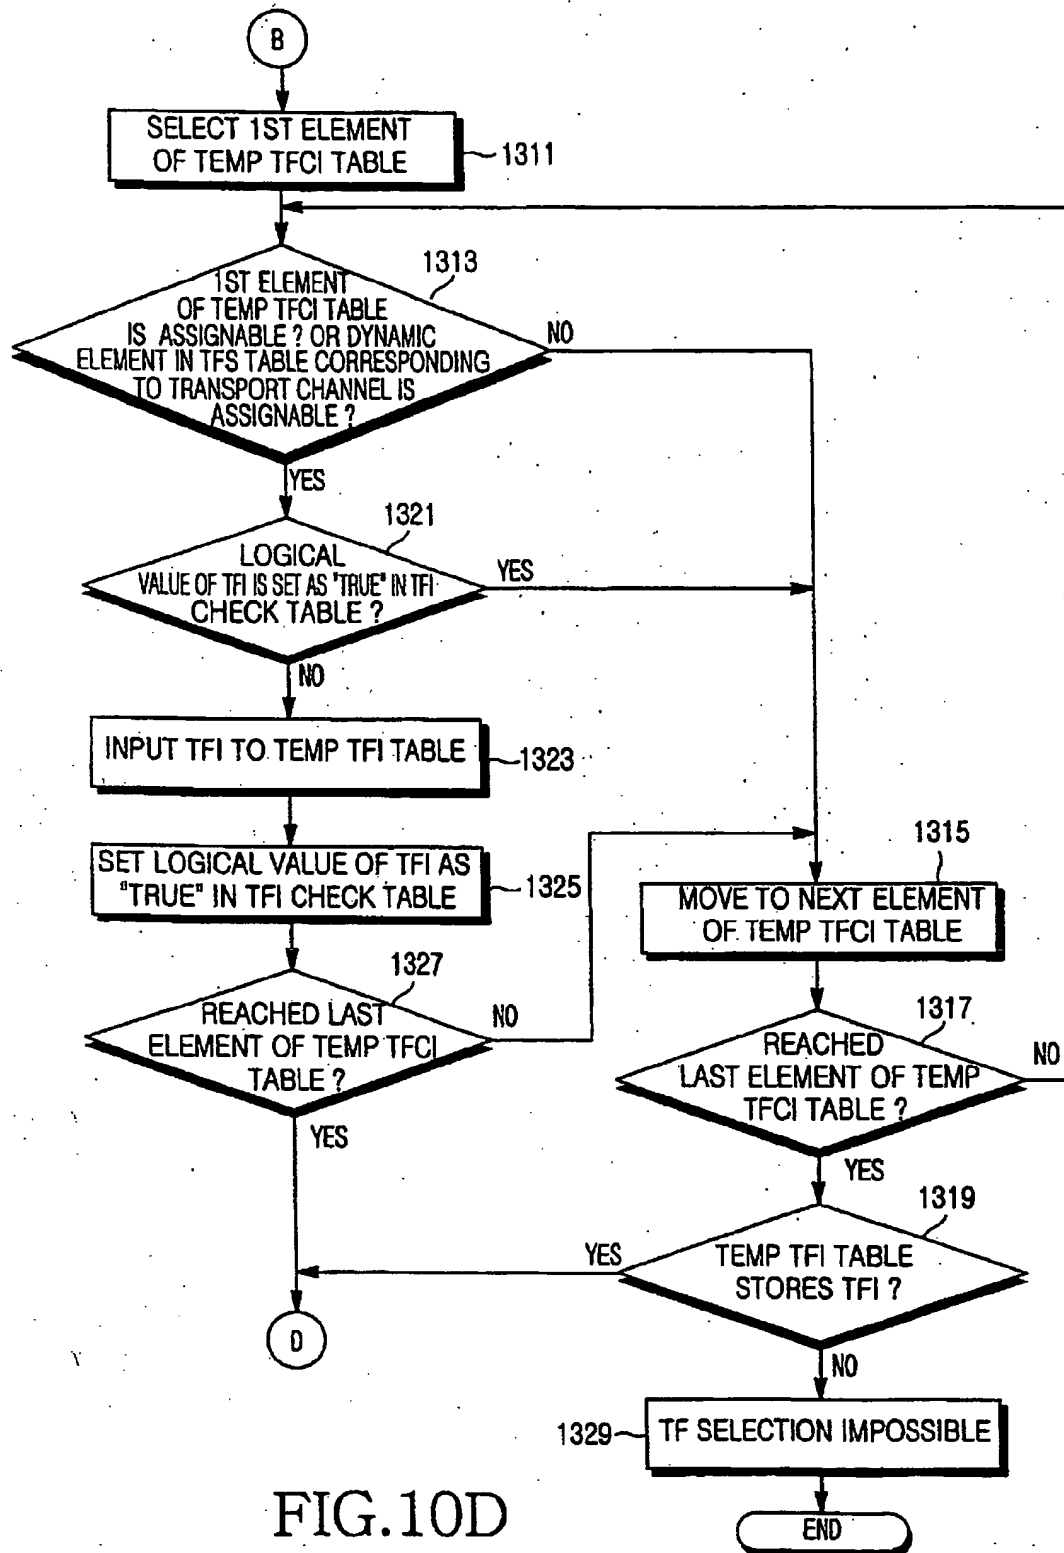 B
SELECT 1ST ELEMENT
OF TEMP TFCI TABLE
1311
1313
1ST ELEMENT
OF TEMP TFCI TABLE
IS ASSIGNABLE ? OR DYNAMIC
ELEMENT IN TFS TABLE CORRESPONDING
TO TRANSPORT CHANNEL IS
ASSIGNABLE ?
NO
YES
1321
LOGICAL
VALUE OF TFI IS SET AS "TRUE" IN TFI
CHECK TABLE ?
YES
NO
INPUT TFI TO TEMP TFI TABLE
1323
SET LOGICAL VALUE OF TFI AS
"TRUE" IN TFI CHECK TABLE
1325
1327
REACHED LAST
ELEMENT OF TEMP TFCI
TABLE ?
NO
YES
1315
MOVE TO NEXT ELEMENT
OF TEMP TFCI TABLE
1317
REACHED
LAST ELEMENT OF TEMP
TFCI TABLE ?
NO
YES
1319
TEMP TFI TABLE
STORES TFI ?
YES
NO
D
1329
TF SELECTION IMPOSSIBLE
END
FIG.10D